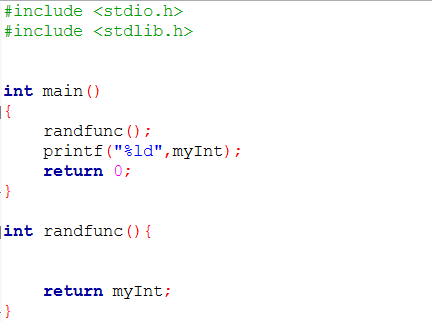 #include <stdio.h>
#include <stdlib.h>
int main()
{
randfunc();
printf("%ld",myInt);
return 0;
}
int randfunc(){
return myInt;
}